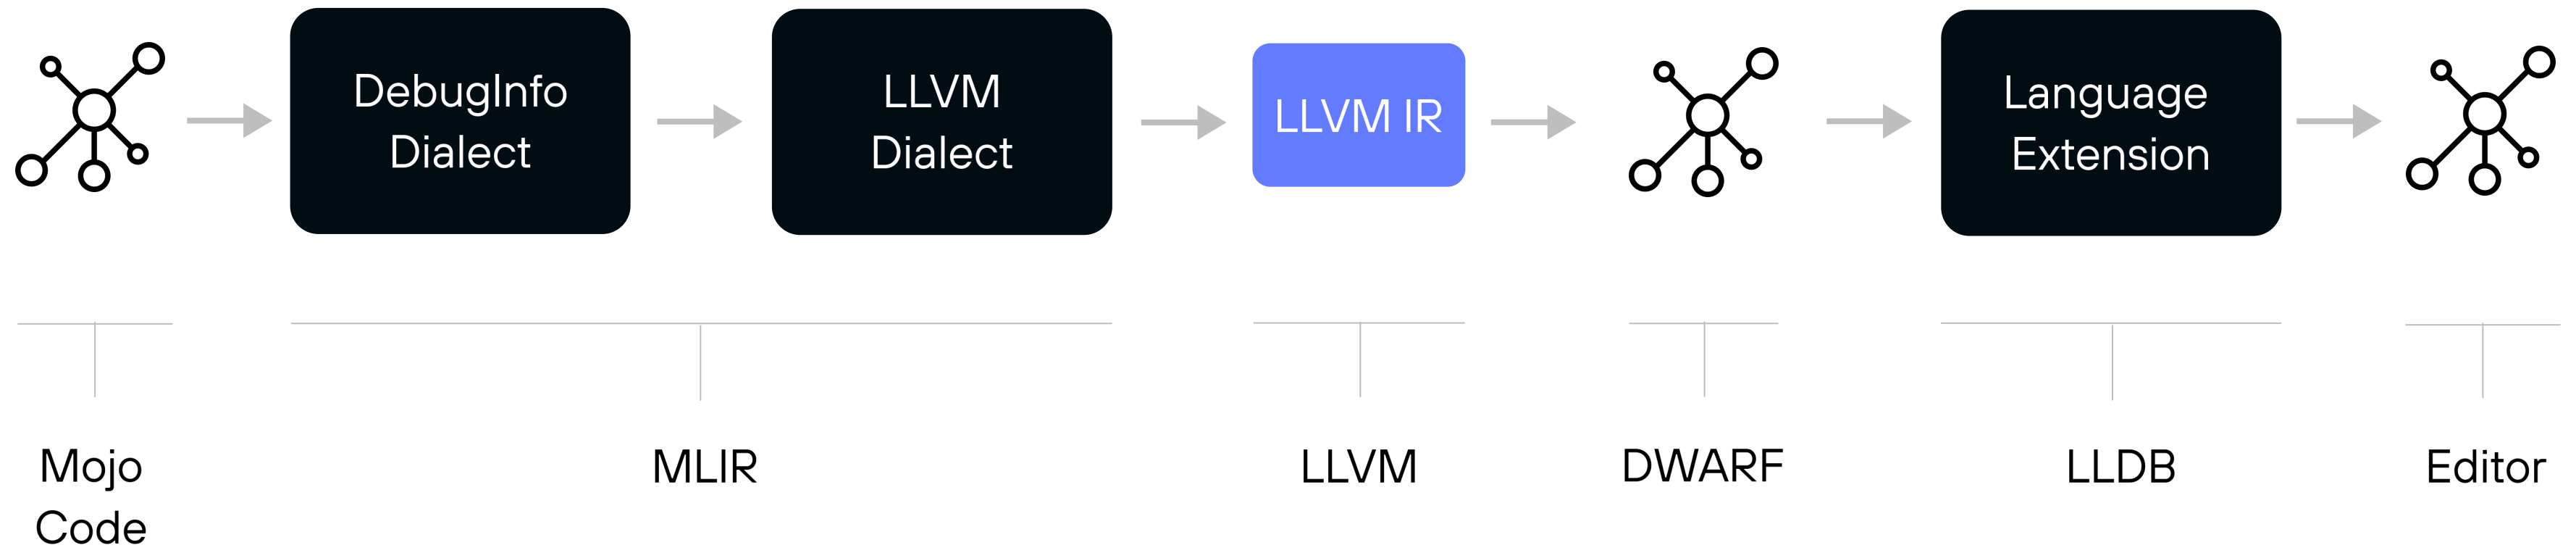 DebugInfo
Dialect
LLVM
Dialect
LLVM IR
Language
Extension
Mojo
Code
MLIR
LLVM
DWARF
LLDB
Editor